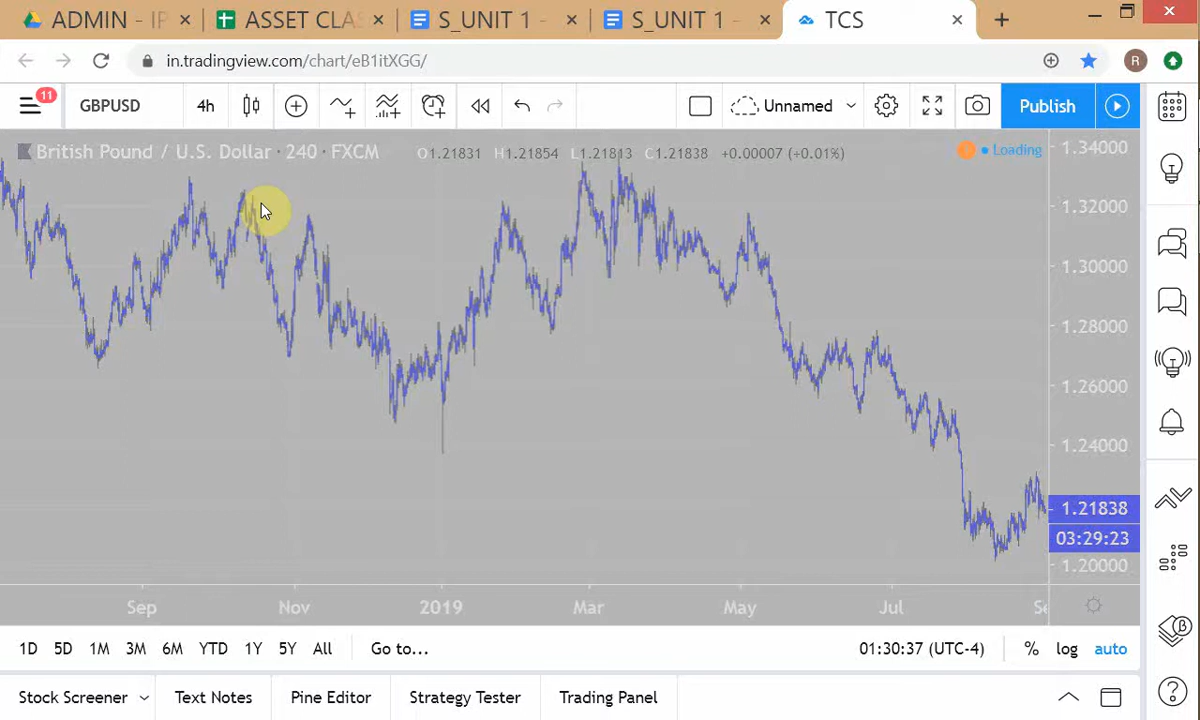 ADMIN - IP
ASSET CLAS
S_UNIT 1 -
S_UNIT 1 -
TCS
in.tradingview.com/chart/eB1itXGG/
R
11
GBPUSD
4h
Unnamed
Publish
British Pound / U.S. Dollar · 240 · FXCM
O1.21831 H1.21854 L1.21813 C1.21838 +0.00007 (+0.01%)
Loading
1.34000
1.32000
1.30000
1.28000
1.26000
1.24000
1.21838
03:29:23
1.20000
Sep Nov 2019 Mar May Jul Se
1D 5D 1M 3M 6M YTD 1Y 5Y All Go to... 01:30:37 (UTC-4) % log auto
Stock Screener Text Notes Pine Editor Strategy Tester Trading Panel